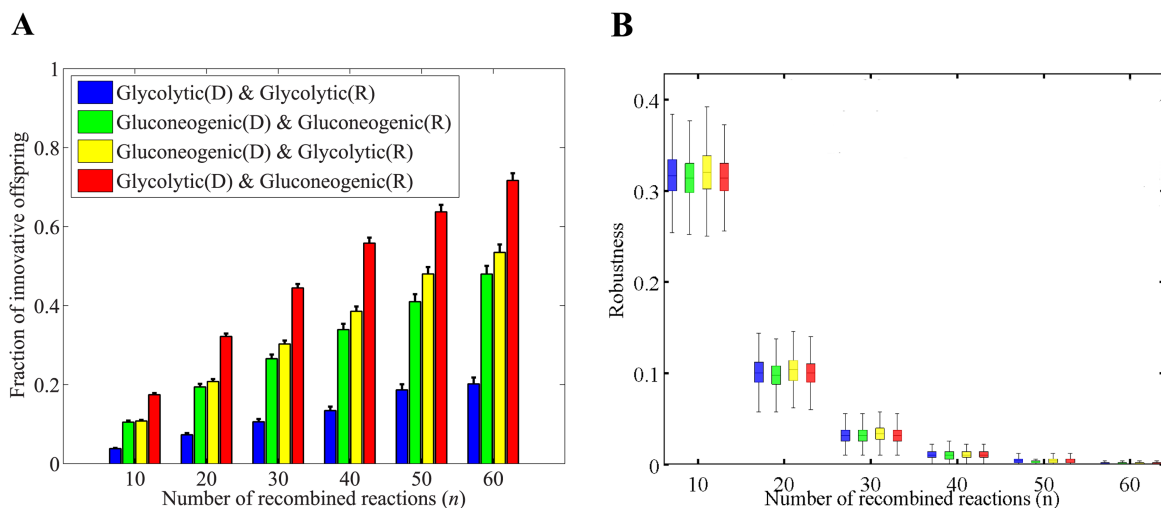 A
Fraction of innovative offspring
1
0.8
0.6
0.4
0.2
0
Glycolytic(D) & Glycolytic(R)
Gluconeogenic(D) & Gluconeogenic(R)
Gluconeogenic(D) & Glycolytic(R)
Glycolytic(D) & Gluconeogenic(R)
10 20 30 40 50 60
Number of recombined reactions (n)
B
Robustness
0.4
0.3
0.2
0.1
0
10 20 30 40 50 60
Number of recombined reactions (n)